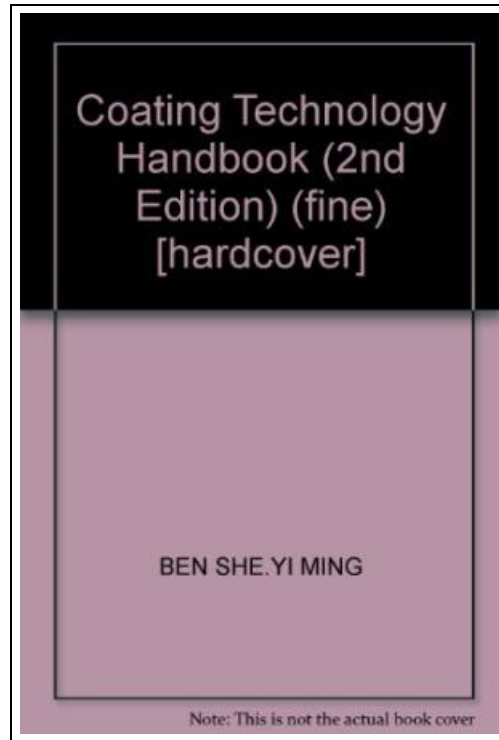 Coating Technology
Handbook (2nd
Edition) (fine)
[hardcover]
BEN SHE.YI MING
Note: This is not the actual book cover